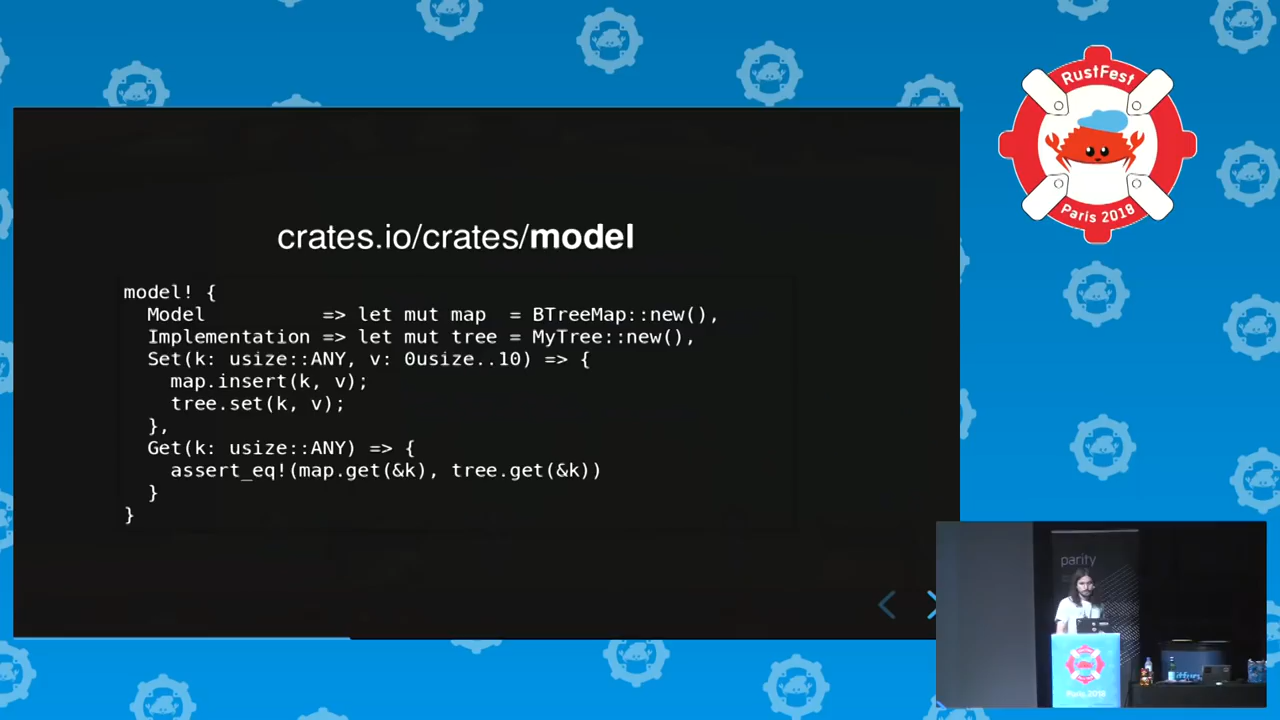 RustFest
Paris 2018
crates.io/crates/model
model! {
  Model          => let mut map  = BTreeMap::new(),
  Implementation => let mut tree = MyTree::new(),
  Set(k: usize::ANY, v: 0usize..10) => {
    map.insert(k, v);
    tree.set(k, v);
  },
  Get(k: usize::ANY) => {
    assert_eq!(map.get(&k), tree.get(&k))
  }
}
parity
Paris 2018